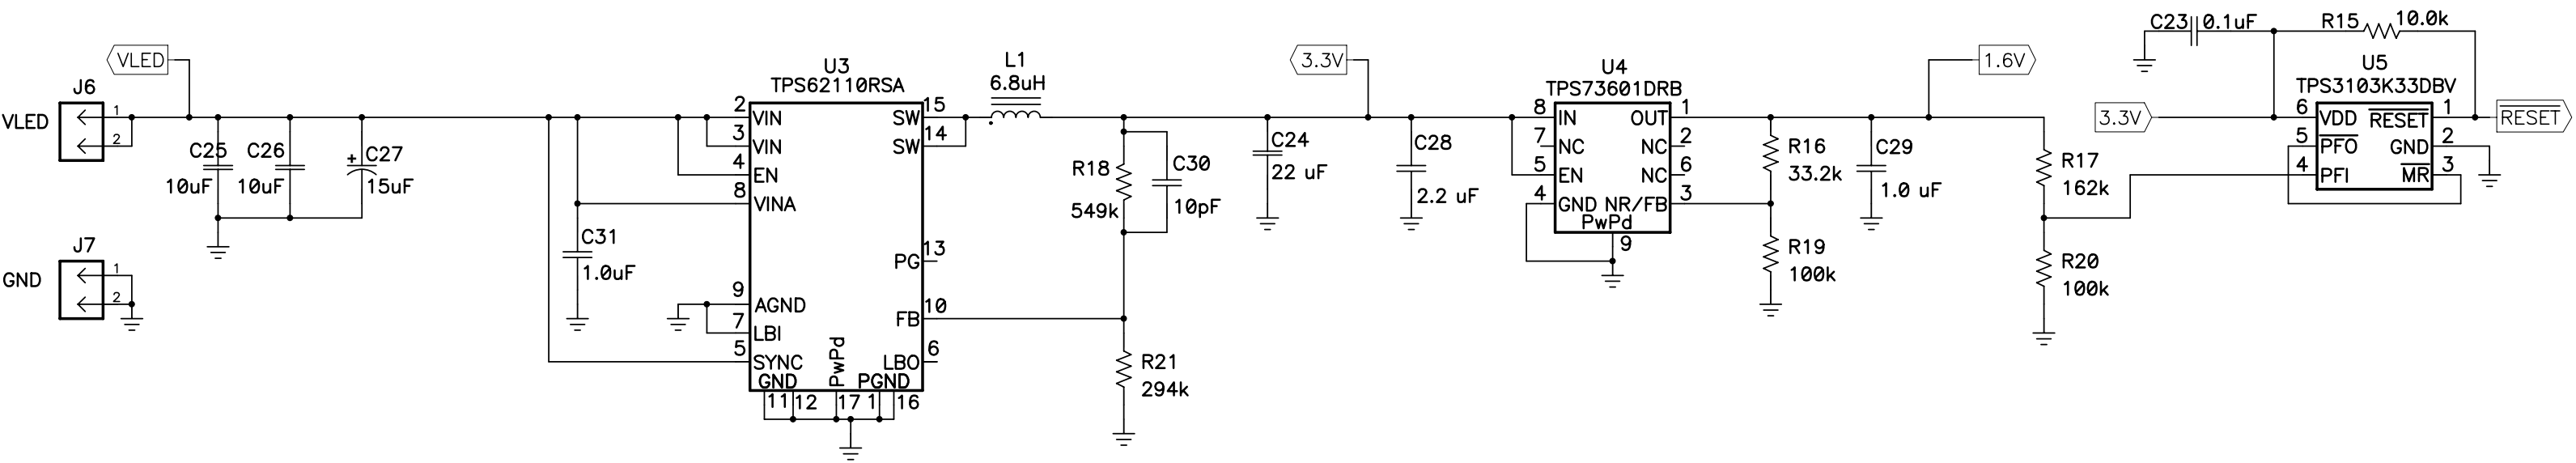 VLED
J6
VLED
1
2
J7
GND
1
2
C25
10uF
C26
10uF
+
C27
15uF
C31
1.0uF
U3
TPS62110RSA
2
VIN
3
VIN
4
EN
8
VINA
9
AGND
7
LBI
5
SYNC
GND
PwPd
PGND
11
12
17
1
16
SW
15
SW
14
PG
13
FB
10
LBO
6
L1
6.8uH
R18
549k
C30
10pF
R21
294k
C24
22 uF
3.3V
C28
2.2 uF
U4
TPS73601DRB
8
IN
7
NC
5
EN
4
GND
OUT
1
NC
2
NC
6
NR/FB
3
PwPd
9
R16
33.2k
R19
100k
C29
1.0 uF
1.6V
R17
162k
R20
100k
C23
0.1uF
R15
10.0k
U5
TPS3103K33DBV
3.3V
6
VDD
5
PFO
4
PFI
RESET
1
GND
2
MR
3
RESET